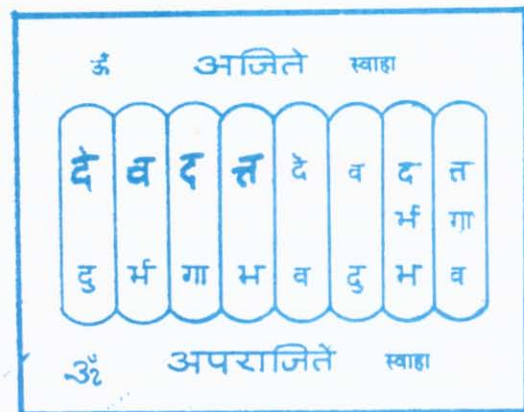 ॐ अजिते स्वाहा
दे व द त्त दे व द त्त
र्भ गा
दु र्भ गा भ व दु भ व
ॐ अपराजिते स्वाहा